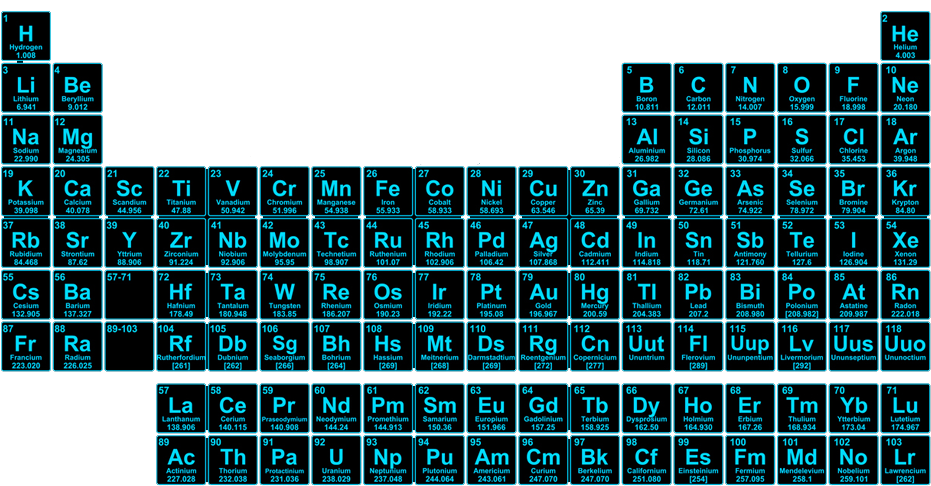 1 2
H He
Hydrogen Helium
1.008 4.003
3 4 5 6 7 8 9 10
Li Be B C N O F Ne
Lithium Beryllium Boron Carbon Nitrogen Oxygen Fluorine Neon
6.941 9.012 10.811 12.011 14.007 15.999 18.998 20.180
11 12 13 14 15 16 17 18
Na Mg Al Si P S Cl Ar
Sodium Magnesium Aluminium Silicon Phosphorus Sulfur Chlorine Argon
22.990 24.305 26.982 28.086 30.974 32.066 35.453 39.948
19 20 21 22 23 24 25 26 27 28 29 30 31 32 33 34 35 36
K Ca Sc Ti V Cr Mn Fe Co Ni Cu Zn Ga Ge As Se Br Kr
Potassium Calcium Scandium Titanium Vanadium Chromium Manganese Iron Cobalt Nickel Copper Zinc Gallium Germanium Arsenic Selenium Bromine Krypton
39.098 40.078 44.956 47.88 50.942 51.996 54.938 55.933 58.933 58.693 63.546 65.39 69.732 72.61 74.922 78.972 79.904 84.80
37 38 39 40 41 42 43 44 45 46 47 48 49 50 51 52 53 54
Rb Sr Y Zr Nb Mo Tc Ru Rh Pd Ag Cd In Sn Sb Te I Xe
Rubidium Strontium Yttrium Zirconium Niobium Molybdenum Technetium Ruthenium Rhodium Palladium Silver Cadmium Indium Tin Antimony Tellurium Iodine Xenon
84.468 87.62 88.906 91.224 92.906 95.95 98.907 101.07 102.906 106.42 107.868 112.411 114.818 118.71 121.760 127.6 126.904 131.29
55 56 57-71 72 73 74 75 76 77 78 79 80 81 82 83 84 85 86
Cs Ba Hf Ta W Re Os Ir Pt Au Hg Tl Pb Bi Po At Rn
Cesium Barium Hafnium Tantalum Tungsten Rhenium Osmium Iridium Platinum Gold Mercury Thallium Lead Bismuth Polonium Astatine Radon
132.905 137.327 178.49 180.948 183.85 186.207 190.23 192.22 195.08 196.967 200.59 204.383 207.2 208.980 [208.982] 209.987 222.018
87 88 89-103 104 105 106 107 108 109 110 111 112 113 114 115 116 117 118
Fr Ra Rf Db Sg Bh Hs Mt Ds Rg Cn Uut Fl Uup Lv Uus Uuo
Francium Radium Rutherfordium Dubnium Seaborgium Bohrium Hassium Meitnerium Darmstadtium Roentgenium Copernicium Ununtrium Flerovium Ununpentium Livermorium Ununseptium Ununoctium
223.020 226.025 [261] [262] [266] [264] [269] [268] [269] [272] [277] [289] [292]
57 58 59 60 61 62 63 64 65 66 67 68 69 70 71
La Ce Pr Nd Pm Sm Eu Gd Tb Dy Ho Er Tm Yb Lu
Lanthanum Cerium Praseodymium Neodymium Promethium Samarium Europium Gadolinium Terbium Dysprosium Holmium Erbium Thulium Ytterbium Lutetium
138.906 140.115 140.908 144.24 144.913 150.36 151.966 157.25 158.925 162.50 164.930 167.26 168.934 173.04 174.967
89 90 91 92 93 94 95 96 97 98 99 100 101 102 103
Ac Th Pa U Np Pu Am Cm Bk Cf Es Fm Md No Lr
Actinium Thorium Protactinium Uranium Neptunium Plutonium Americium Curium Berkelium Californium Einsteinium Fermium Mendelevium Nobelium Lawrencium
227.028 232.038 231.036 238.029 237.048 244.064 243.061 247.070 247.070 251.080 [254] 257.095 258.1 259.101 [262]